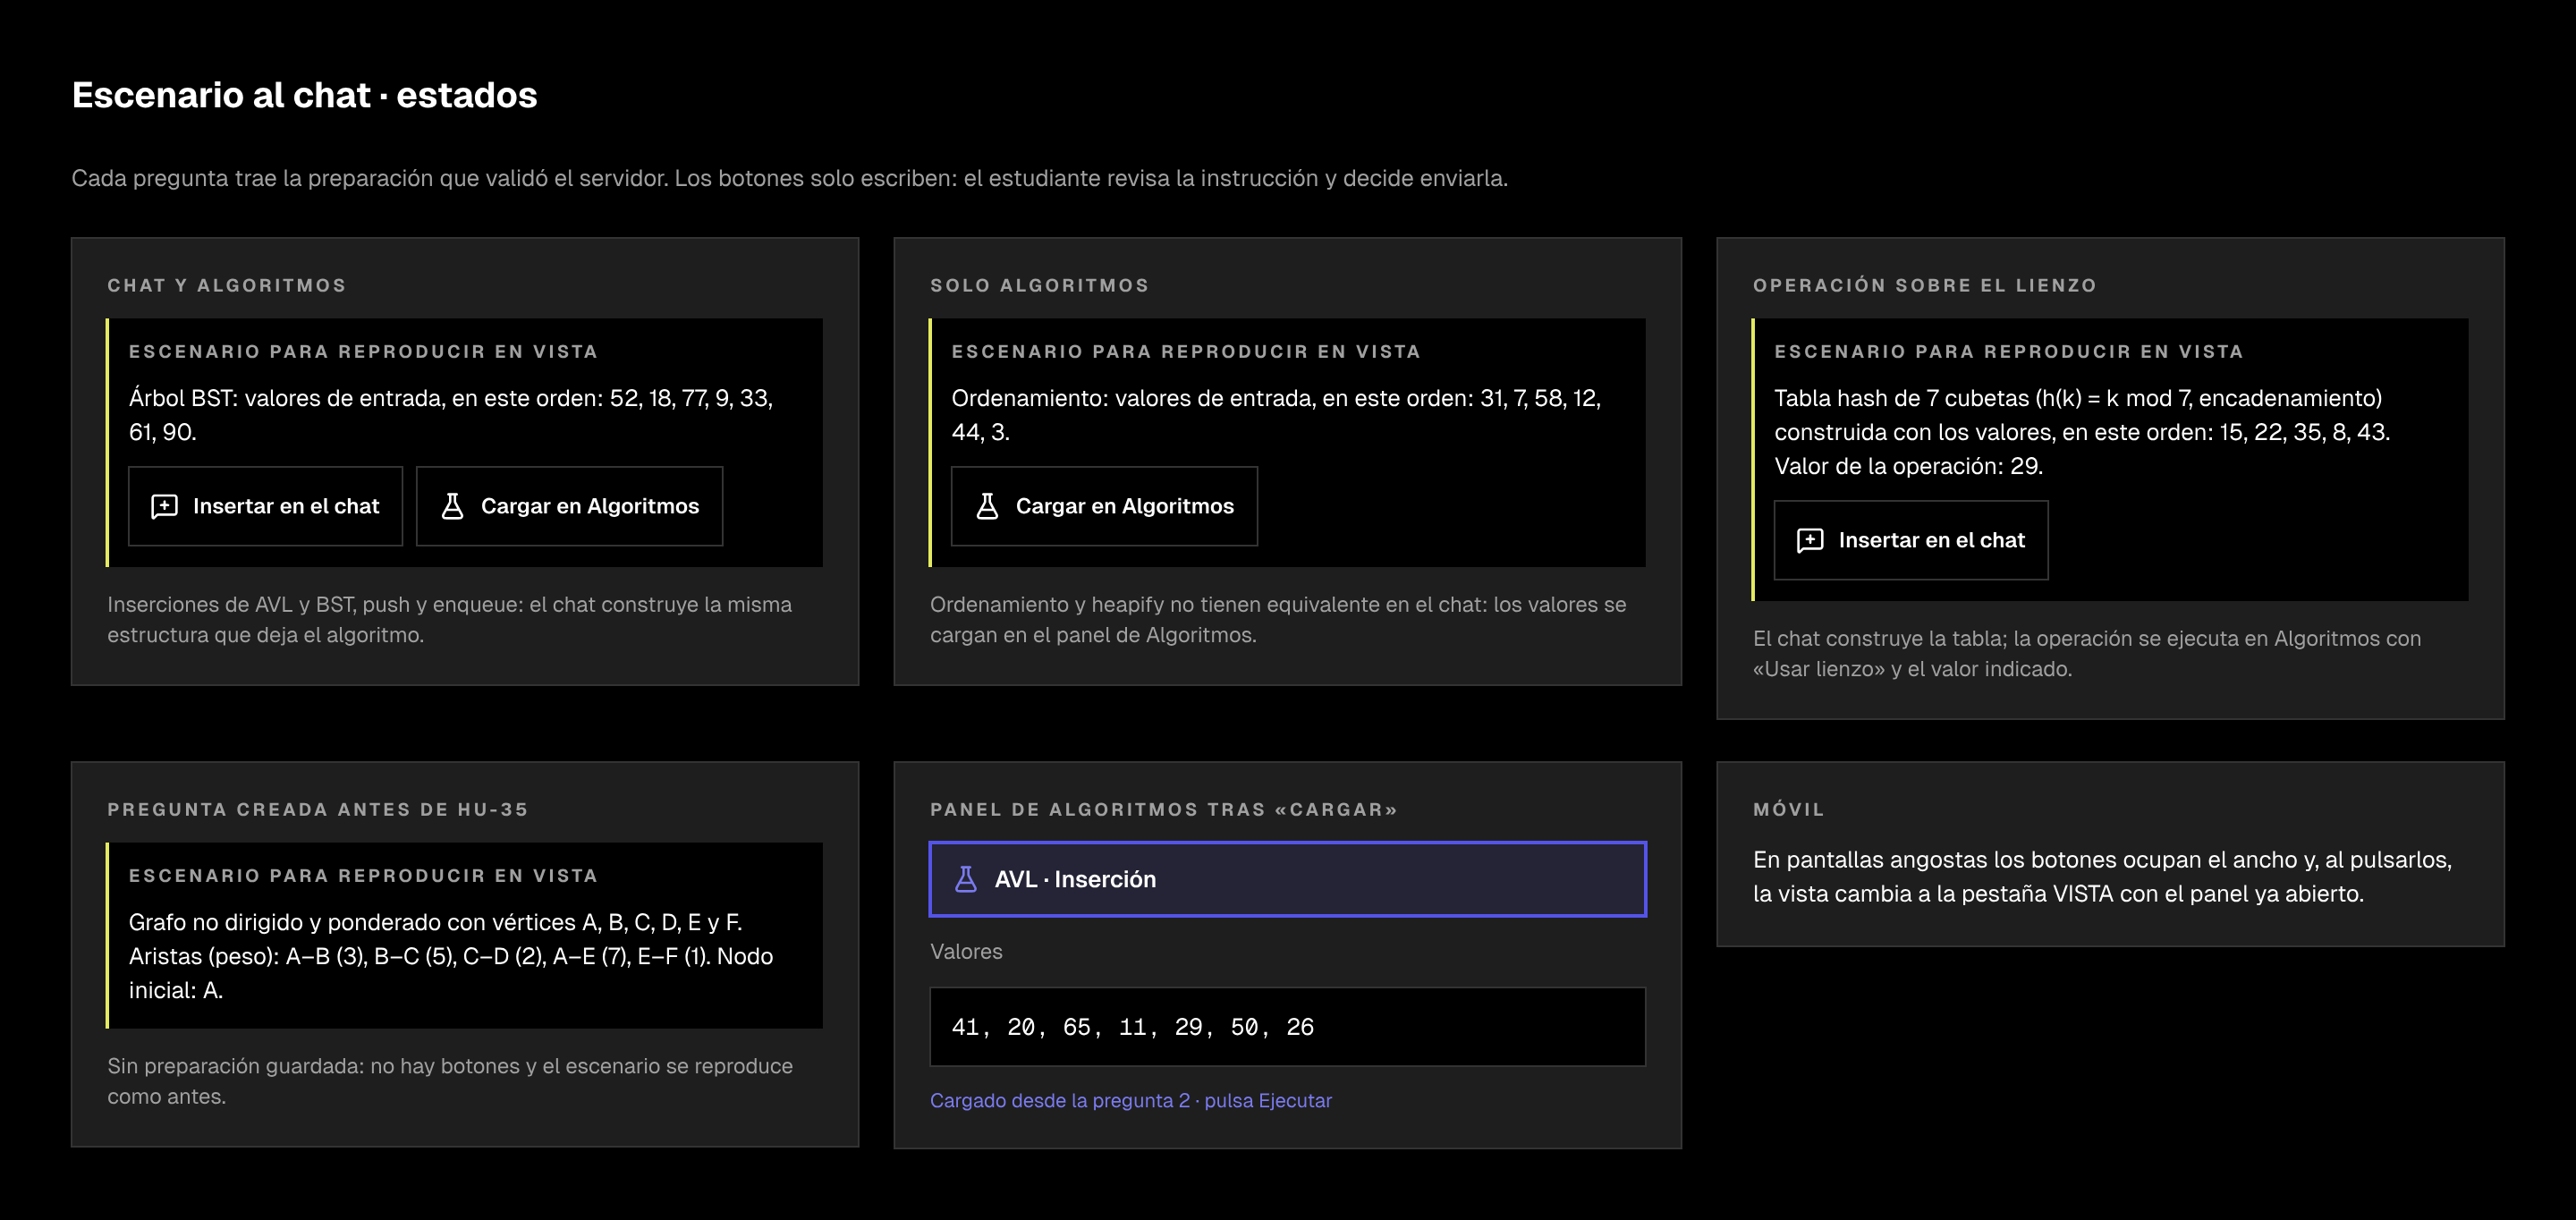 Escenario al chat · estados
Cada pregunta trae la preparación que validó el servidor. Los botones solo escriben: el estudiante revisa la instrucción y decide enviarla.
CHAT Y ALGORITMOS
ESCENARIO PARA REPRODUCIR EN VISTA
Árbol BST: valores de entrada, en este orden: 52, 18, 77, 9, 33,
61, 90.
Insertar en el chat
Cargar en Algoritmos
Inserciones de AVL y BST, push y enqueue: el chat construye la misma
estructura que deja el algoritmo.
SOLO ALGORITMOS
ESCENARIO PARA REPRODUCIR EN VISTA
Ordenamiento: valores de entrada, en este orden: 31, 7, 58, 12,
44, 3.
Cargar en Algoritmos
Ordenamiento y heapify no tienen equivalente en el chat: los valores se
cargan en el panel de Algoritmos.
OPERACIÓN SOBRE EL LIENZO
ESCENARIO PARA REPRODUCIR EN VISTA
Tabla hash de 7 cubetas (h(k) = k mod 7, encadenamiento)
construida con los valores, en este orden: 15, 22, 35, 8, 43.
Valor de la operación: 29.
Insertar en el chat
El chat construye la tabla; la operación se ejecuta en Algoritmos con
«Usar lienzo» y el valor indicado.
PREGUNTA CREADA ANTES DE HU-35
ESCENARIO PARA REPRODUCIR EN VISTA
Grafo no dirigido y ponderado con vértices A, B, C, D, E y F.
Aristas (peso): A–B (3), B–C (5), C–D (2), A–E (7), E–F (1). Nodo
inicial: A.
Sin preparación guardada: no hay botones y el escenario se reproduce
como antes.
PANEL DE ALGORITMOS TRAS «CARGAR»
AVL · Inserción
Valores
41, 20, 65, 11, 29, 50, 26
Cargado desde la pregunta 2 · pulsa Ejecutar
MÓVIL
En pantallas angostas los botones ocupan el ancho y, al pulsarlos,
la vista cambia a la pestaña VISTA con el panel ya abierto.